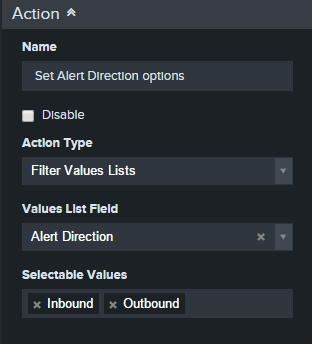 Action
Name
Set Alert Direction options
Disable
Action Type
Filter Values Lists
Values List Field
Alert Direction
Selectable Values
Inbound Outbound